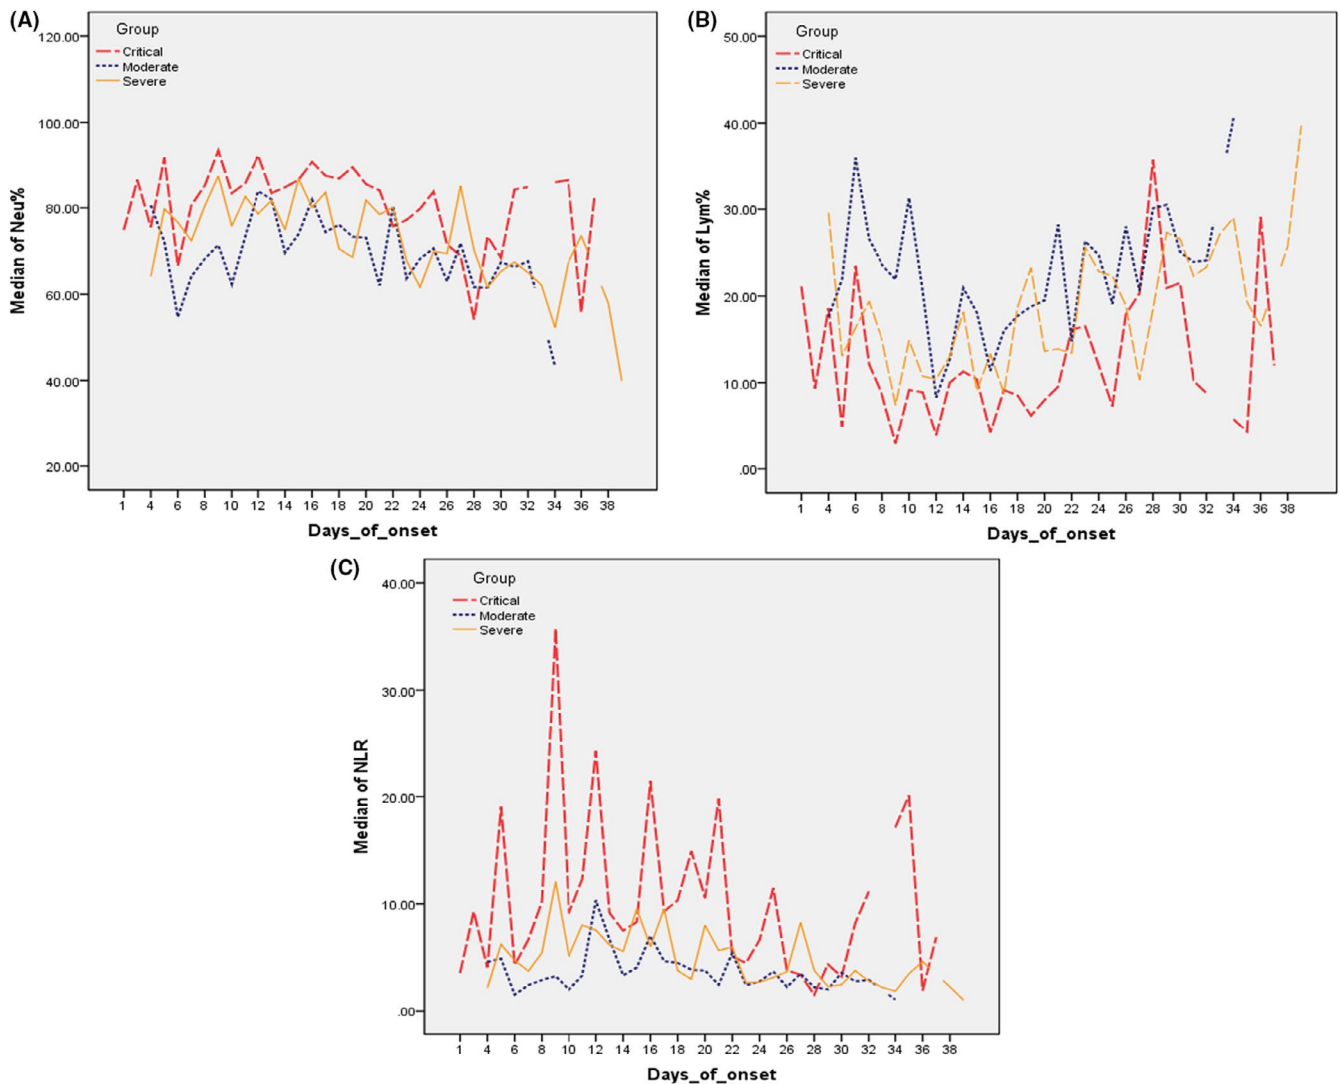 (A)
Group
Critical
Moderate
Severe
120.00
100.00
80.00
60.00
40.00
20.00
Median of Neu%
1 4 6 8 10 12 14 16 18 20 22 24 26 28 30 32 34 36 38
Days_of_onset
(B)
Group
Critical
Moderate
Severe
50.00
40.00
30.00
20.00
10.00
.00
Median of Lym%
1 4 6 8 10 12 14 16 18 20 22 24 26 28 30 32 34 36 38
Days_of_onset
(C)
Group
Critical
Moderate
Severe
40.00
30.00
20.00
10.00
.00
Median of NLR
1 4 6 8 10 12 14 16 18 20 22 24 26 28 30 32 34 36 38
Days_of_onset